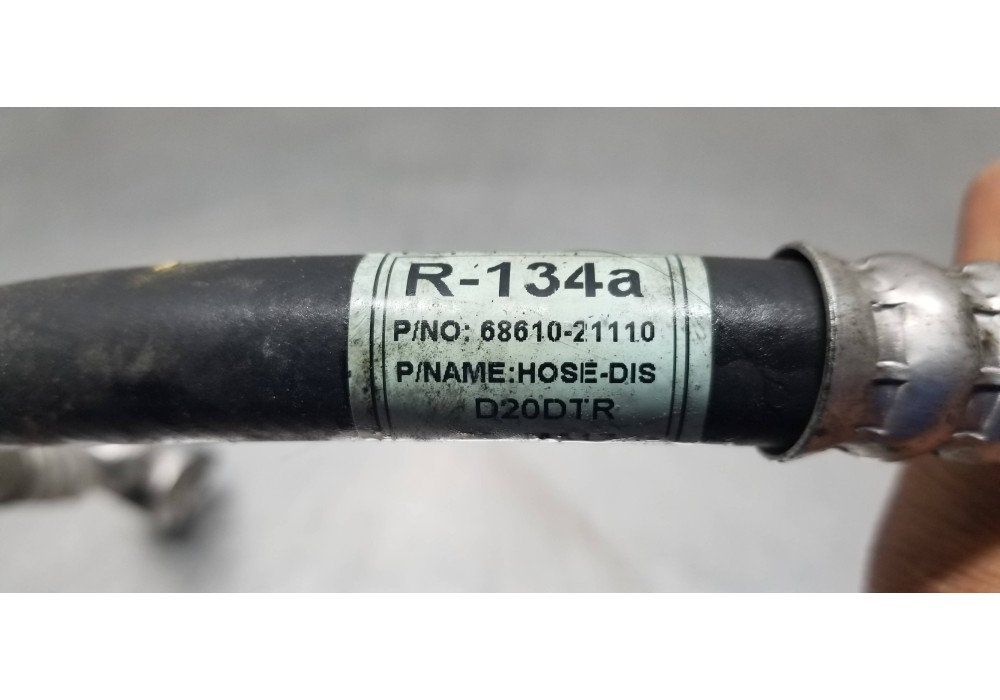 R-134a
P/NO: 68610-21110
P/NAME:HOSE-DIS
D20DTR